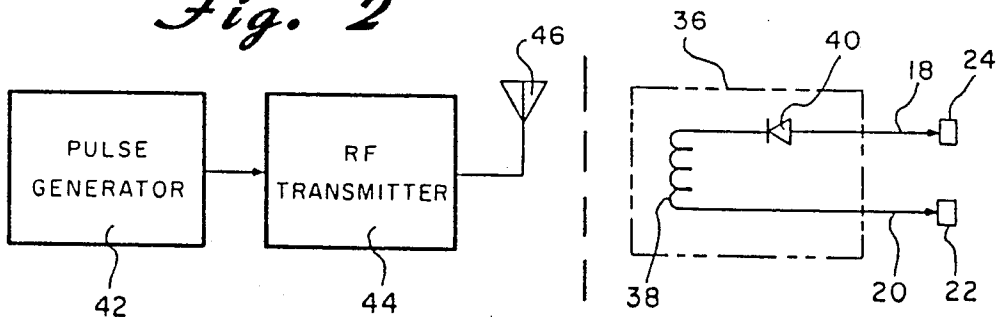 Fig. 2
46
36
40
18
24
PULSE
GENERATOR
RF
TRANSMITTER
42
44
38
20
22